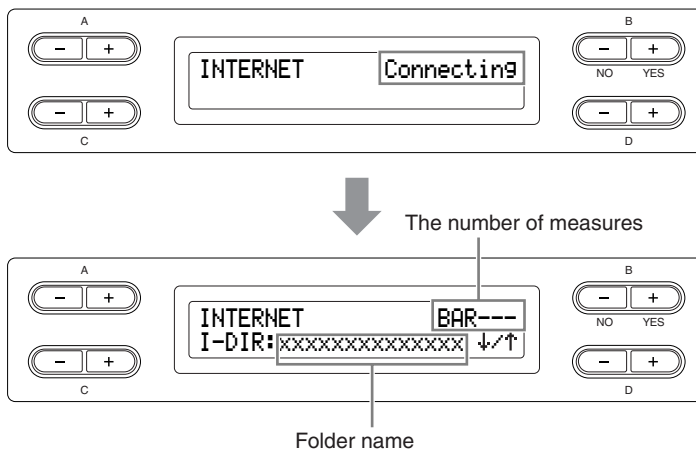 A
B
- +
INTERNET Connecting
- +
NO YES
- +
- +
C
D
The number of measures
A
B
- +
INTERNET BAR---
- +
NO YES
I-DIR:xxxxxxxxxxxxxx ↓/↑
- +
- +
C
D
Folder name